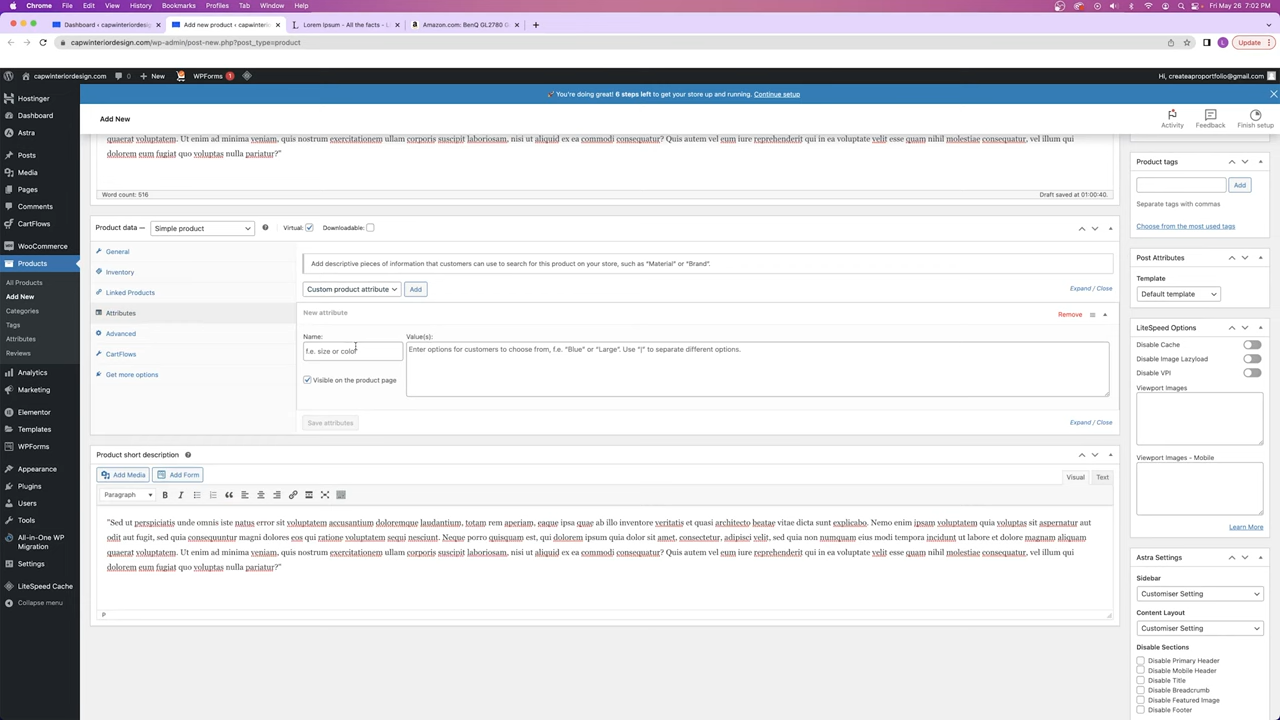 Chrome File Edit View History Bookmarks Profiles Tab Window Help Fri May 26 7:02 PM
Dashboard ‹ capwinteriordesi
Add new product ‹ capwinterio
Lorem Ipsum - All the facts - L
Amazon.com: BenQ GL2780 G
capwinteriordesign.com/wp-admin/post-new.php?post_type=product
Update
capwinteriordesign.com 0 New WPForms 1 Hi, createaproportfolio@gmail.com
You're doing great! 6 steps left to get your store up and running. Continue setup
Hostinger
Dashboard
Astra
Posts
Media
Pages
Comments
CartFlows
WooCommerce
Products
All Products
Add New
Categories
Tags
Attributes
Reviews
Analytics
Marketing
Elementor
Templates
WPForms
Appearance
Plugins
Users
Tools
All-in-One WP
Migration
Settings
LiteSpeed Cache
Collapse menu
Add New
Activity Feedback Finish setup
quaerat voluptatem. Ut enim ad minima veniam, quis nostrum exercitationem ullam corporis suscipit laboriosam, nisi ut aliquid ex ea commodi consequatur? Quis autem vel eum iure reprehenderit qui in ea voluptate velit esse quam nihil molestiae consequatur, vel illum qui
dolorem eum fugiat quo voluptas nulla pariatur?"
Word count: 516 Draft saved at 01:00:40.
Product data — Simple product Virtual: Downloadable:
General
Inventory
Linked Products
Attributes
Advanced
CartFlows
Get more options
Add descriptive pieces of information that customers can use to search for this product on your store, such as "Material" or "Brand".
Custom product attribute Add Expand / Close
New attribute Remove
Name: Value(s):
f.e. size or color
Enter options for customers to choose from, f.e. "Blue" or "Large". Use "|" to separate different options.
Visible on the product page
Save attributes Expand / Close
Product short description
Add Media Add Form Visual Text
Paragraph
"Sed ut perspiciatis unde omnis iste natus error sit voluptatem accusantium doloremque laudantium, totam rem aperiam, eaque ipsa quae ab illo inventore veritatis et quasi architecto beatae vitae dicta sunt explicabo. Nemo enim ipsam voluptatem quia voluptas sit aspernatur aut
odit aut fugit, sed quia consequuntur magni dolores eos qui ratione voluptatem sequi nesciunt. Neque porro quisquam est, qui dolorem ipsum quia dolor sit amet, consectetur, adipisci velit, sed quia non numquam eius modi tempora incidunt ut labore et dolore magnam aliquam
quaerat voluptatem. Ut enim ad minima veniam, quis nostrum exercitationem ullam corporis suscipit laboriosam, nisi ut aliquid ex ea commodi consequatur? Quis autem vel eum iure reprehenderit qui in ea voluptate velit esse quam nihil molestiae consequatur, vel illum qui
dolorem eum fugiat quo voluptas nulla pariatur?"
P
Product tags
Add
Separate tags with commas
Choose from the most used tags
Post Attributes
Template
Default template
LiteSpeed Options
Disable Cache
Disable Image Lazyload
Disable VPI
Viewport Images
Viewport Images - Mobile
Learn More
Astra Settings
Sidebar
Customiser Setting
Content Layout
Customiser Setting
Disable Sections
Disable Primary Header
Disable Mobile Header
Disable Title
Disable Breadcrumb
Disable Featured Image
Disable Footer